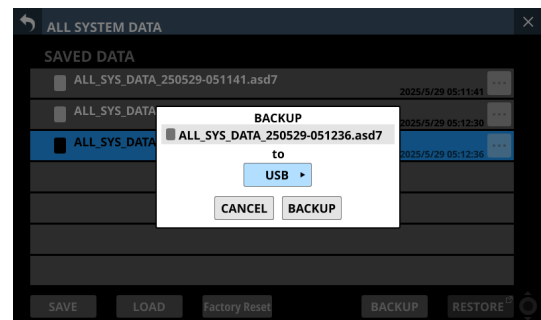 ALL SYSTEM DATA
SAVED DATA
ALL_SYS_DATA_250529-051141.asd7
2025/5/29 05:11:41
ALL_SYS_DATA
2025/5/29 05:12:30
ALL_SYS_DATA
2025/5/29 05:12:36
BACKUP
ALL_SYS_DATA_250529-051236.asd7
to
USB
CANCEL BACKUP
SAVE LOAD Factory Reset BACKUP RESTORE